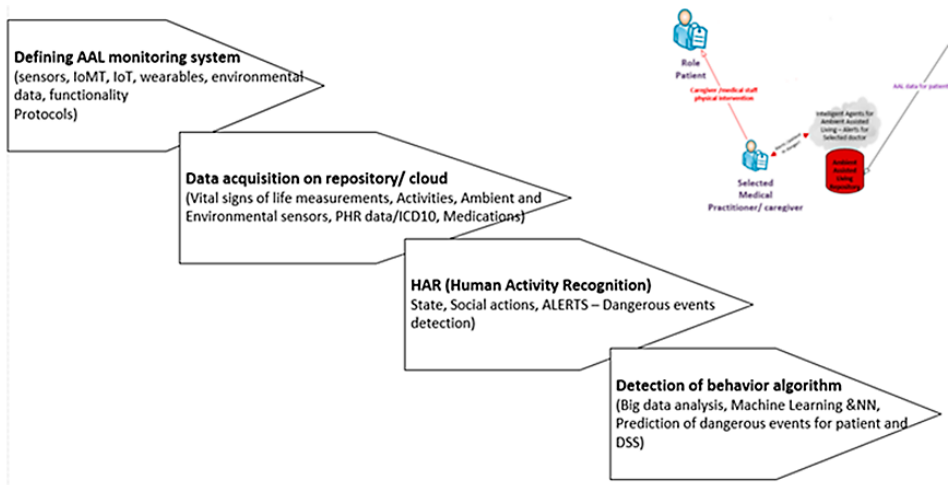 Defining AAL monitoring system
(sensors, IoMT, IoT, wearables, environmental
data, functionality
Protocols)
Data acquisition on repository/ cloud
(Vital signs of life measurements, Activities, Ambient and
Environmental sensors, PHR data/ICD10, Medications)
HAR (Human Activity Recognition)
State, Social actions, ALERTS – Dangerous events
detection)
Detection of behavior algorithm
(Big data analysis, Machine Learning &NN,
Prediction of dangerous events for patient and
DSS)
Role
Patient
Caregiver /medical staff
physical intervention
AAL data for patient
Intelligent Agents for
Ambient Assisted
Living – Alerts for
Selected doctor
Ambient
Assisted
Living
Repository
Selected
Medical
Practitioner/ caregiver